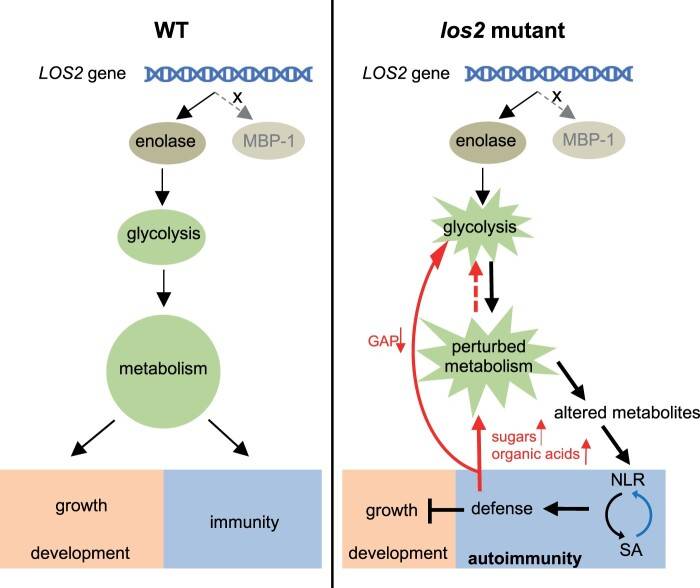 WT
LOS2 gene
x
enolase
MBP-1
glycolysis
metabolism
growth
development
immunity
los2 mutant
LOS2 gene
x
enolase
MBP-1
glycolysis
GAP↓
perturbed
metabolism
altered metabolites
sugars↑
organic acids↑
NLR
growth
defense
SA
development
autoimmunity